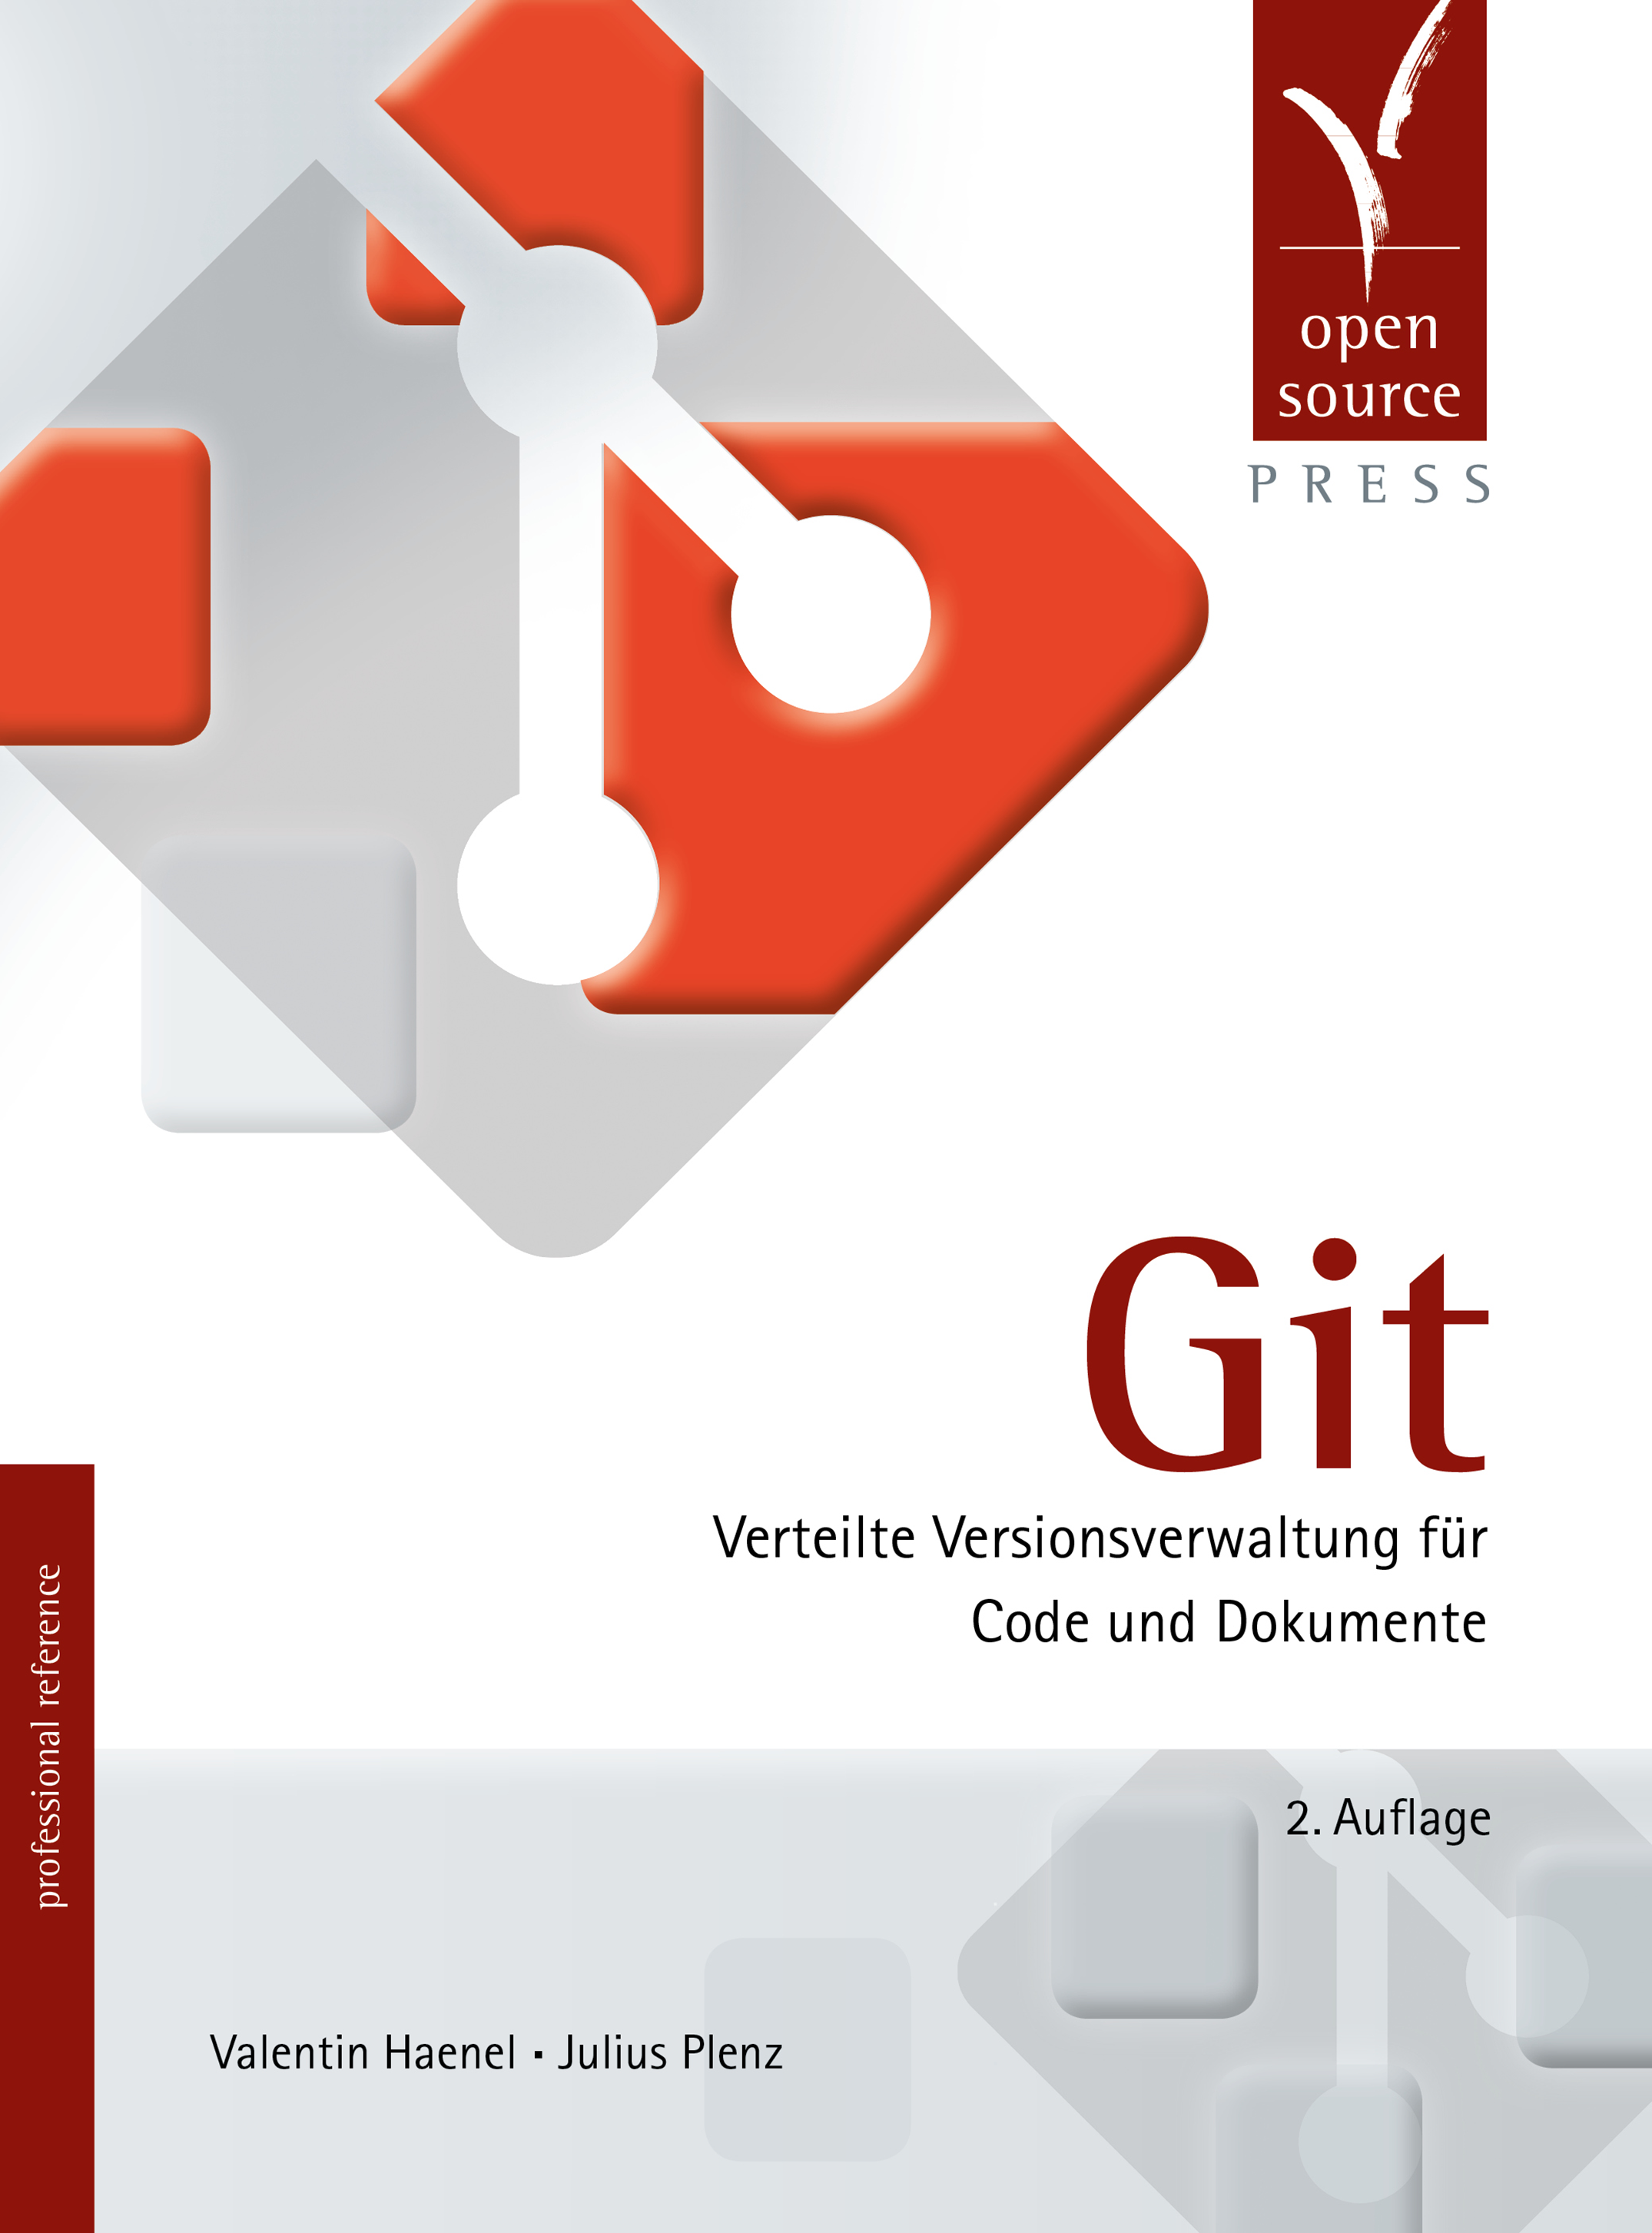 open
source
PRESS
Git
Verteilte Versionsverwaltung für
Code und Dokumente
professional reference
2. Auflage
Valentin Haenel · Julius Plenz